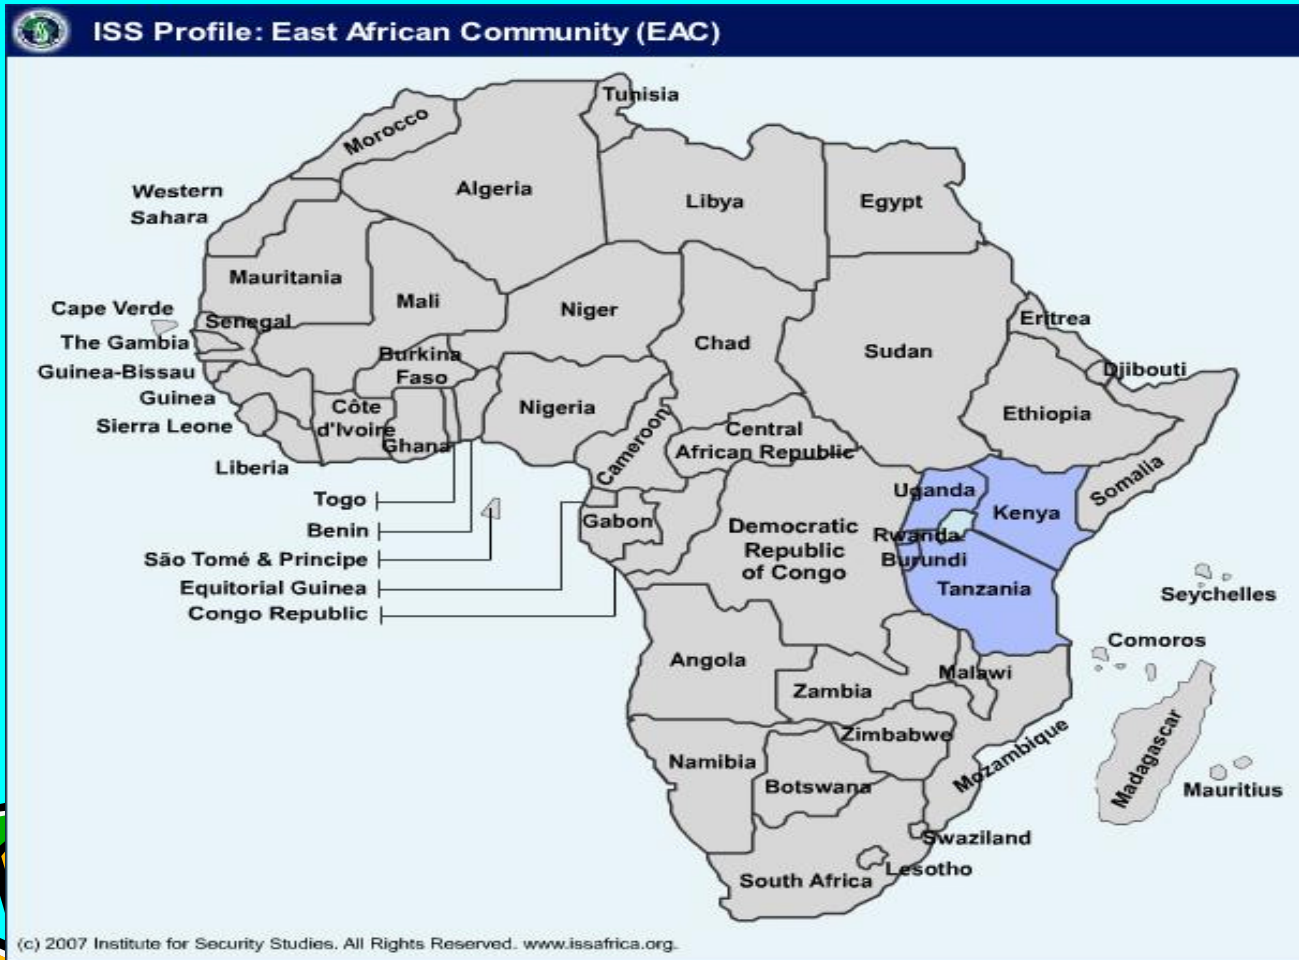 ISS Profile: East African Community (EAC)
Tunisia
Morocco
Western
Sahara
Algeria
Libya
Egypt
Mauritania
Mali
Niger
Chad
Sudan
Cape Verde
Senegal
The Gambia
Guinea-Bissau
Guinea
Sierra Leone
Liberia
Burkina
Faso
Côte
d'Ivoire
Ghana
Nigeria
Cameroon
Central
African Republic
Eritrea
Djibouti
Ethiopia
Somalia
Togo
Benin
São Tomé & Principe
Equitorial Guinea
Congo Republic
Gabon
Democratic
Republic
of Congo
Uganda
Kenya
Rwanda
Burundi
Tanzania
Seychelles
Comoros
Angola
Zambia
Malawi
Zimbabwe
Mozambique
Madagascar
Mauritius
Namibia
Botswana
Swaziland
Lesotho
South Africa
(c) 2007 Institute for Security Studies. All Rights Reserved. www.issafrica.org.